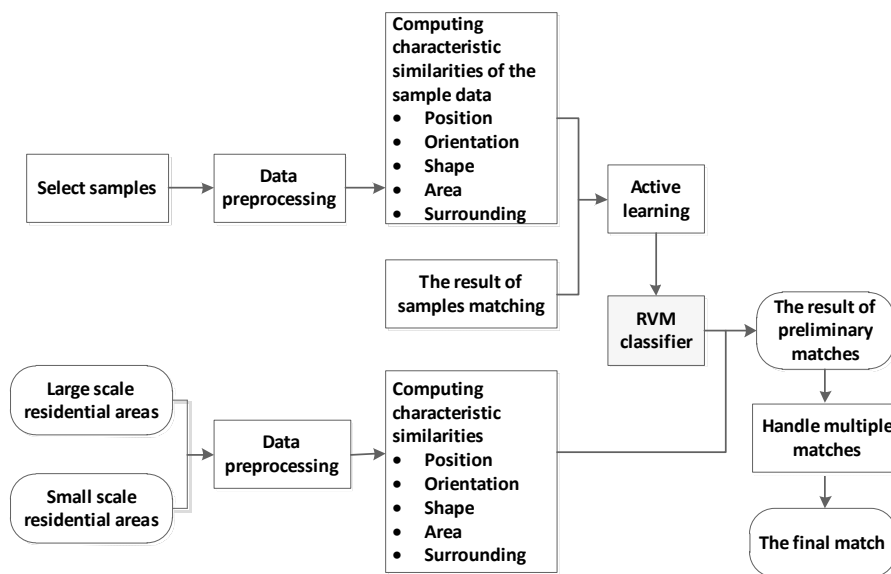 Select samples
Data
preprocessing
Computing
characteristic
similarities of the
sample data
• Position
• Orientation
• Shape
• Area
• Surrounding
The result of
samples matching
Active
learning
RVM
classifier
The result of
preliminary
matches
Large scale
residential areas
Small scale
residential areas
Data
preprocessing
Computing
characteristic
similarities
• Position
• Orientation
• Shape
• Area
• Surrounding
Handle multiple
matches
The final match